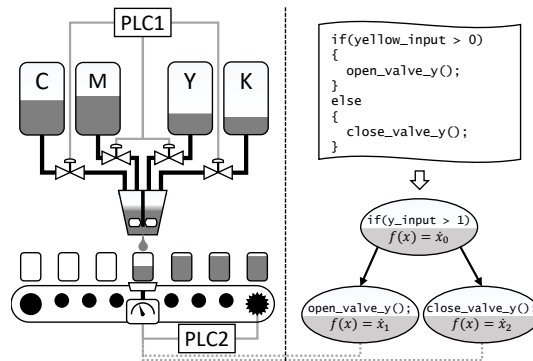 PLC1
C
M
Y
K
PLC2
if(yellow_input > 0)
{
open_valve_y();
}
else
{
close_valve_y();
}
if(y_input > 1)
f(x) = ẋ₀
open_valve_y();
f(x) = ẋ₁
close_valve_y();
f(x) = ẋ₂